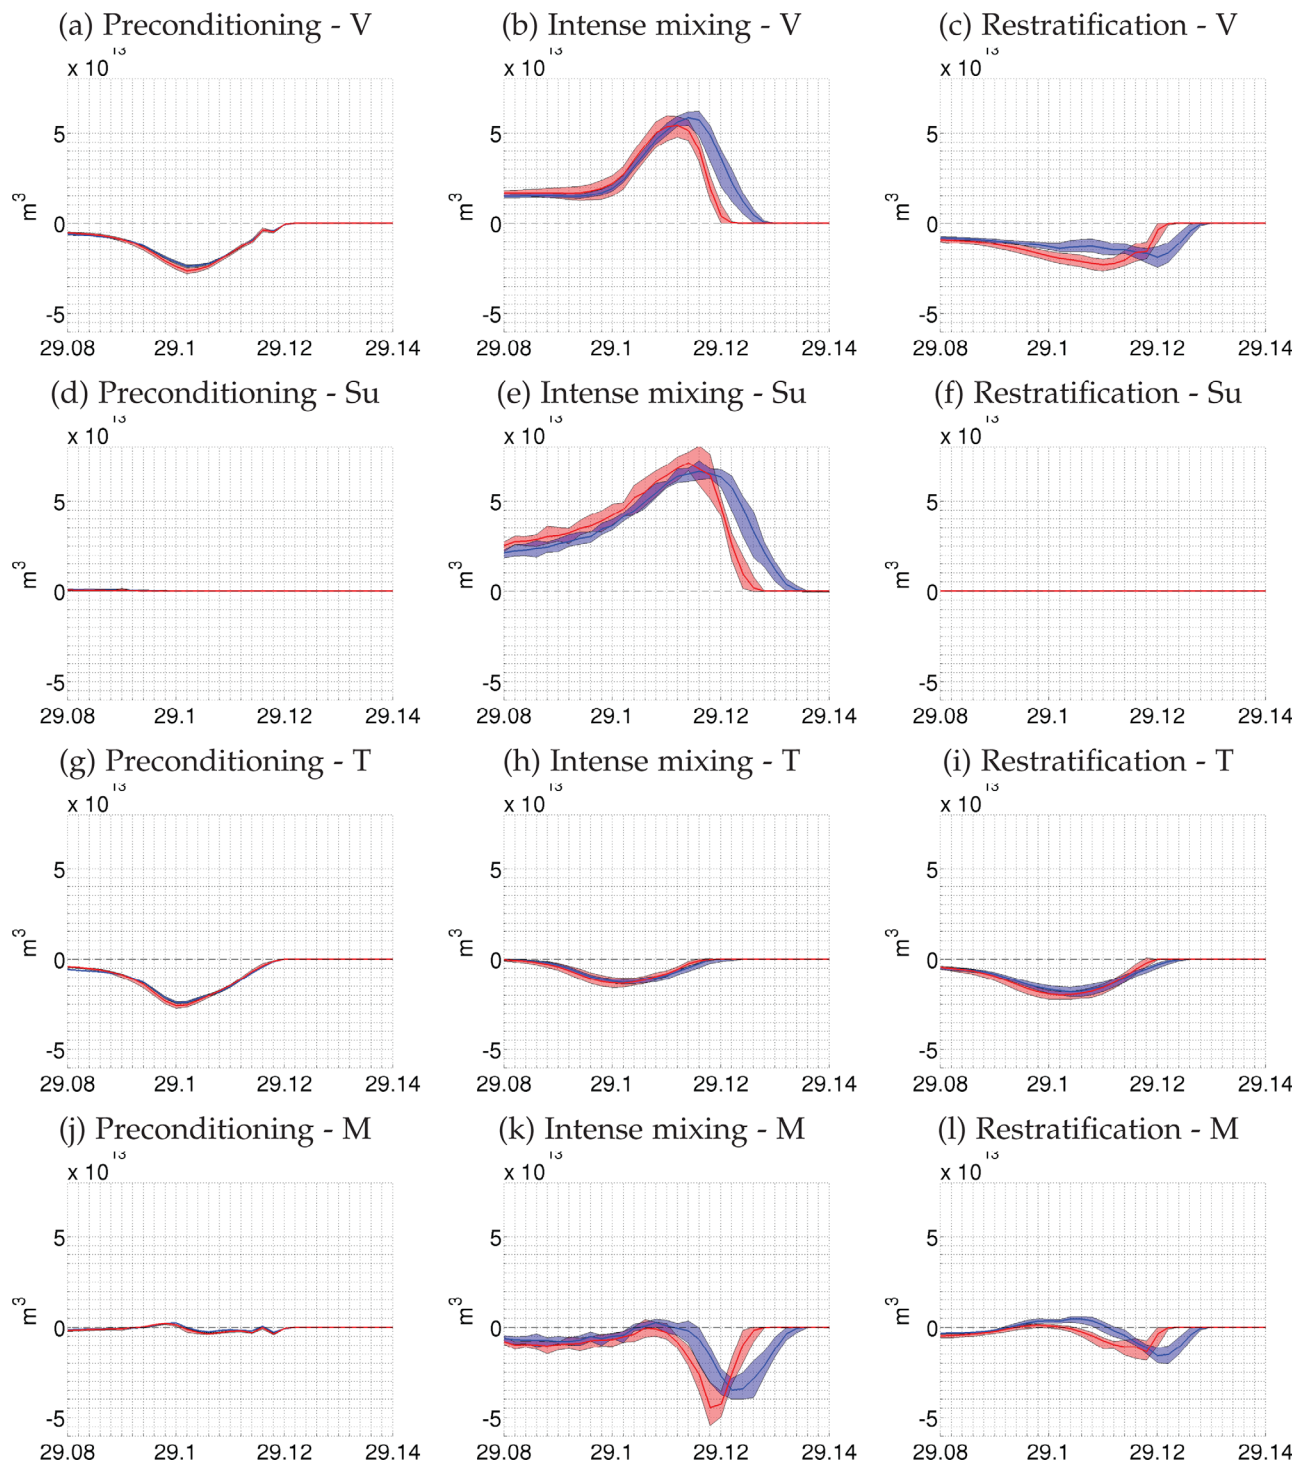 (a) Preconditioning - V
(b) Intense mixing - V
(c) Restratification - V
x 10 13
x 10 13
x 10 13
5
0
-5
m3
29.08 29.1 29.12 29.14
5
0
-5
m3
29.08 29.1 29.12 29.14
5
0
-5
m3
29.08 29.1 29.12 29.14
(d) Preconditioning - Su
(e) Intense mixing - Su
(f) Restratification - Su
x 10 13
x 10 13
x 10 13
5
0
-5
m3
29.08 29.1 29.12 29.14
5
0
-5
m3
29.08 29.1 29.12 29.14
5
0
-5
m3
29.08 29.1 29.12 29.14
(g) Preconditioning - T
(h) Intense mixing - T
(i) Restratification - T
x 10 13
x 10 13
x 10 13
5
0
-5
m3
29.08 29.1 29.12 29.14
5
0
-5
m3
29.08 29.1 29.12 29.14
5
0
-5
m3
29.08 29.1 29.12 29.14
(j) Preconditioning - M
(k) Intense mixing - M
(l) Restratification - M
x 10 13
x 10 13
x 10 13
5
0
-5
m3
29.08 29.1 29.12 29.14
5
0
-5
m3
29.08 29.1 29.12 29.14
5
0
-5
m3
29.08 29.1 29.12 29.14